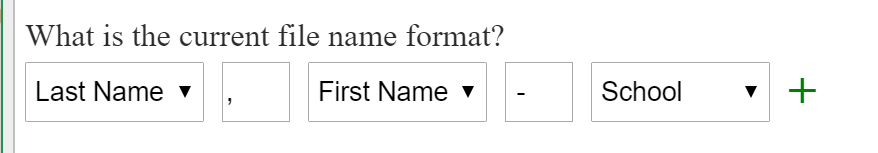 What is the current file name format?
Last Name ▼ , First Name ▼ - School ▼ +